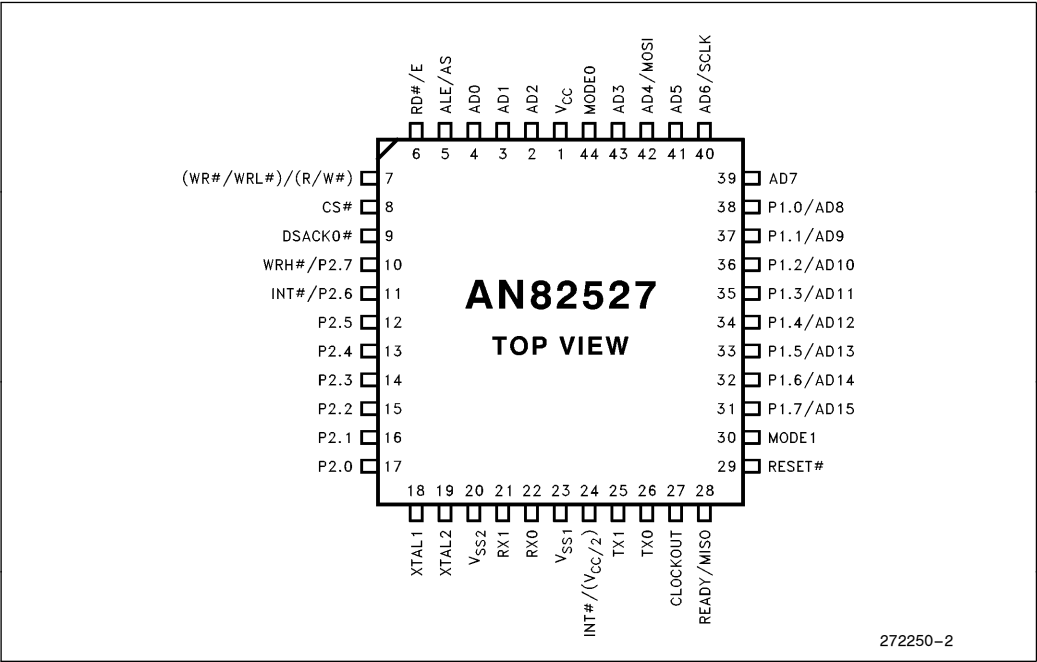 RD#/E
ALE/AS
AD0
AD1
AD2
VCC
MODE0
AD3
AD4/MOSI
AD5
AD6/SCLK
6 5 4 3 2 1 44 43 42 41 40
(WR#/WRL#)/(R/W#) 7
CS# 8
DSACK0# 9
WRH#/P2.7 10
INT#/P2.6 11
P2.5 12
P2.4 13
P2.3 14
P2.2 15
P2.1 16
P2.0 17
AN82527
TOP VIEW
39 AD7
38 P1.0/AD8
37 P1.1/AD9
36 P1.2/AD10
35 P1.3/AD11
34 P1.4/AD12
33 P1.5/AD13
32 P1.6/AD14
31 P1.7/AD15
30 MODE1
29 RESET#
18 19 20 21 22 23 24 25 26 27 28
XTAL1
XTAL2
VSS2
RX1
RX0
VSS1
INT#/(VCC/2)
TX1
TX0
CLOCKOUT
READY/MISO
272250-2